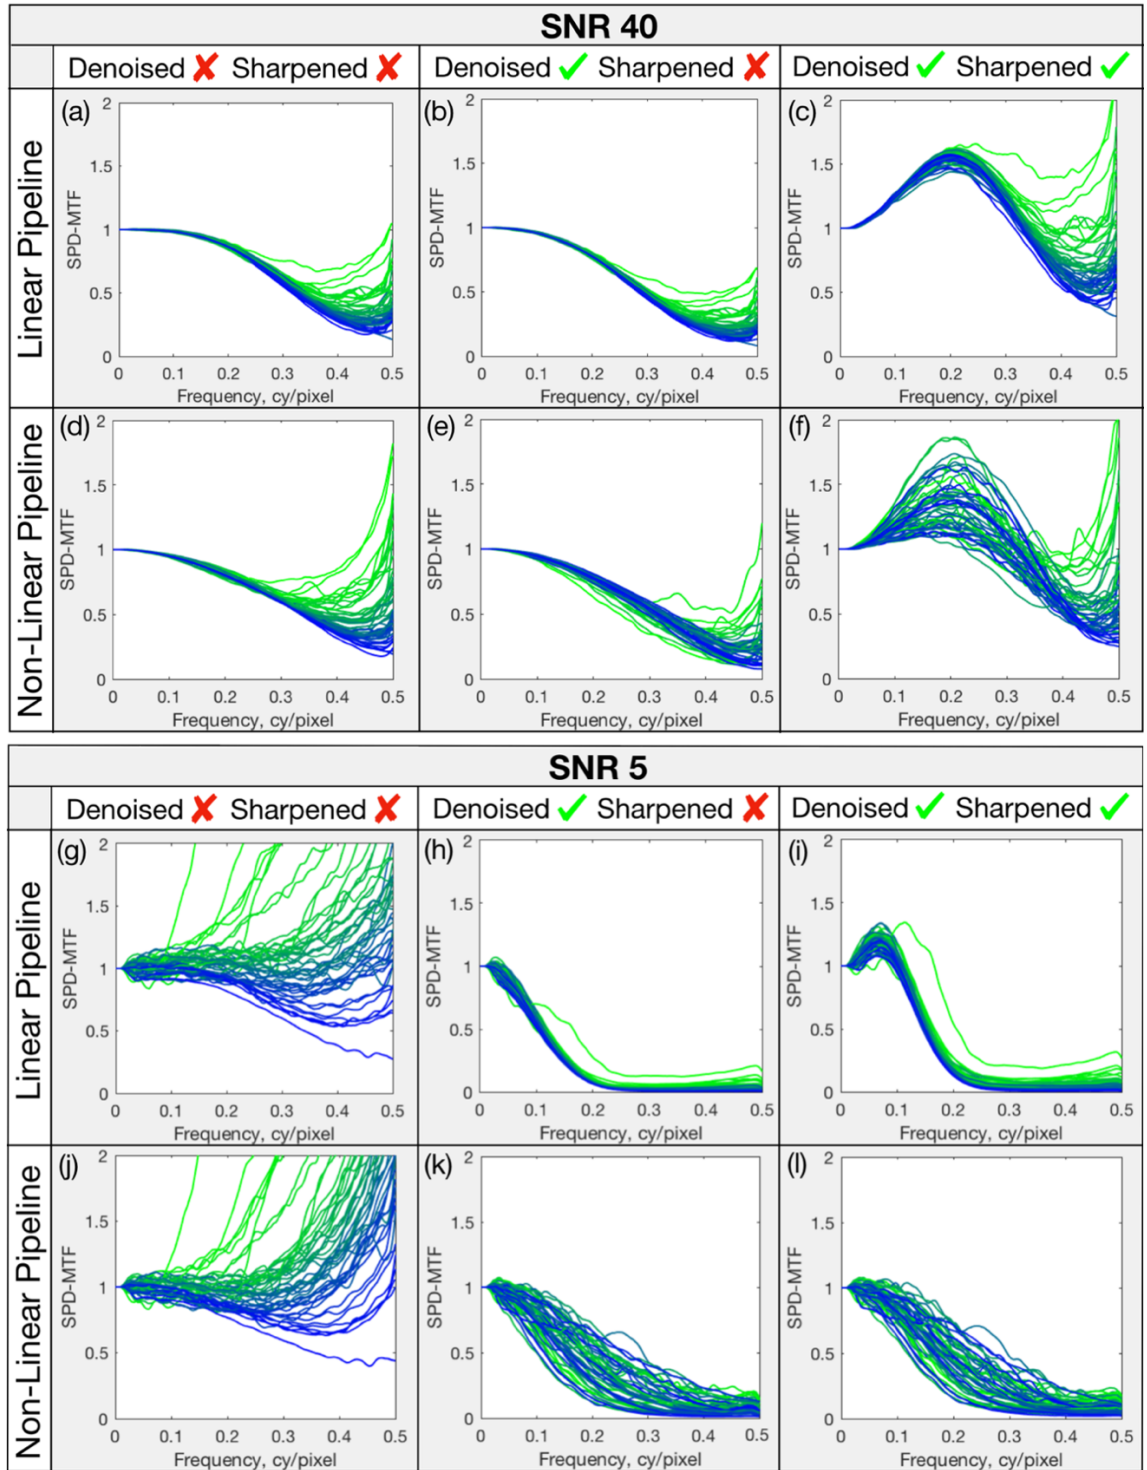 SNR 40
Denoised ✗ Sharpened ✗
Denoised ✓ Sharpened ✗
Denoised ✓ Sharpened ✓
Linear Pipeline
(a)
2
1.5
1
0.5
0
SPD-MTF
0 0.1 0.2 0.3 0.4 0.5
Frequency, cy/pixel
(b)
2
1.5
1
0.5
0
SPD-MTF
0 0.1 0.2 0.3 0.4 0.5
Frequency, cy/pixel
(c)
2
1.5
1
0.5
0
SPD-MTF
0 0.1 0.2 0.3 0.4 0.5
Frequency, cy/pixel
Non-Linear Pipeline
(d)
2
1.5
1
0.5
0
SPD-MTF
0 0.1 0.2 0.3 0.4 0.5
Frequency, cy/pixel
(e)
2
1.5
1
0.5
0
SPD-MTF
0 0.1 0.2 0.3 0.4 0.5
Frequency, cy/pixel
(f)
2
1.5
1
0.5
0
SPD-MTF
0 0.1 0.2 0.3 0.4 0.5
Frequency, cy/pixel
SNR 5
Denoised ✗ Sharpened ✗
Denoised ✓ Sharpened ✗
Denoised ✓ Sharpened ✓
Linear Pipeline
(g)
2
1.5
1
0.5
0
SPD-MTF
0 0.1 0.2 0.3 0.4 0.5
Frequency, cy/pixel
(h)
2
1.5
1
0.5
0
SPD-MTF
0 0.1 0.2 0.3 0.4 0.5
Frequency, cy/pixel
(i)
2
1.5
1
0.5
0
SPD-MTF
0 0.1 0.2 0.3 0.4 0.5
Frequency, cy/pixel
Non-Linear Pipeline
(j)
2
1.5
1
0.5
0
SPD-MTF
0 0.1 0.2 0.3 0.4 0.5
Frequency, cy/pixel
(k)
2
1.5
1
0.5
0
SPD-MTF
0 0.1 0.2 0.3 0.4 0.5
Frequency, cy/pixel
(l)
2
1.5
1
0.5
0
SPD-MTF
0 0.1 0.2 0.3 0.4 0.5
Frequency, cy/pixel